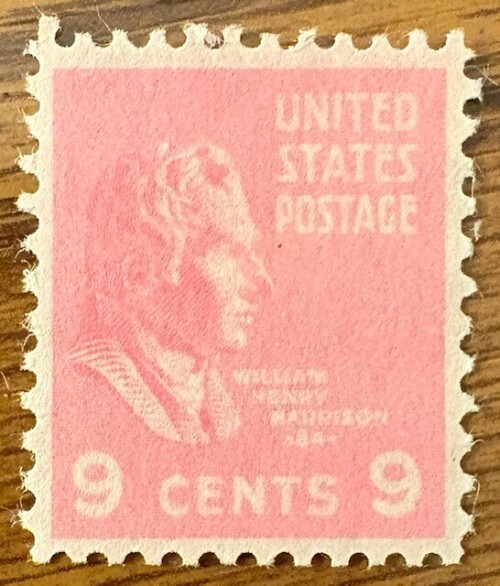 UNITED
STATES
POSTAGE
WILLIAM
HENRY
HARRISON
9 CENTS 9